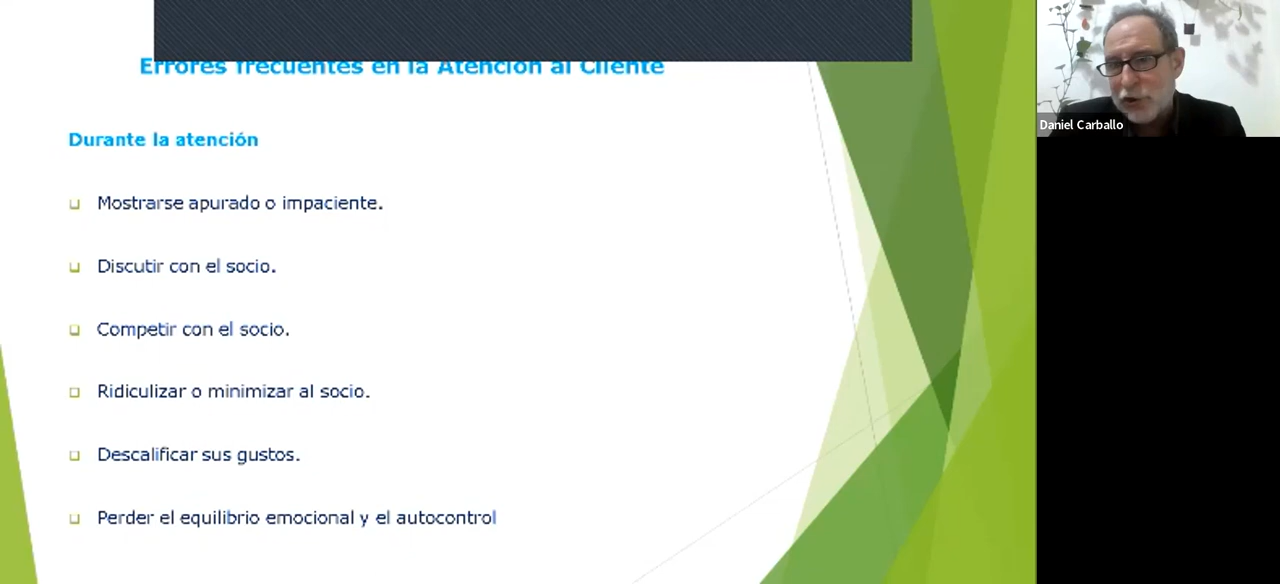 Errores frecuentes en la Atención al Cliente
Daniel Carballo
Durante la atención
Mostrarse apurado o impaciente.
Discutir con el socio.
Competir con el socio.
Ridiculizar o minimizar al socio.
Descalificar sus gustos.
Perder el equilibrio emocional y el autocontrol